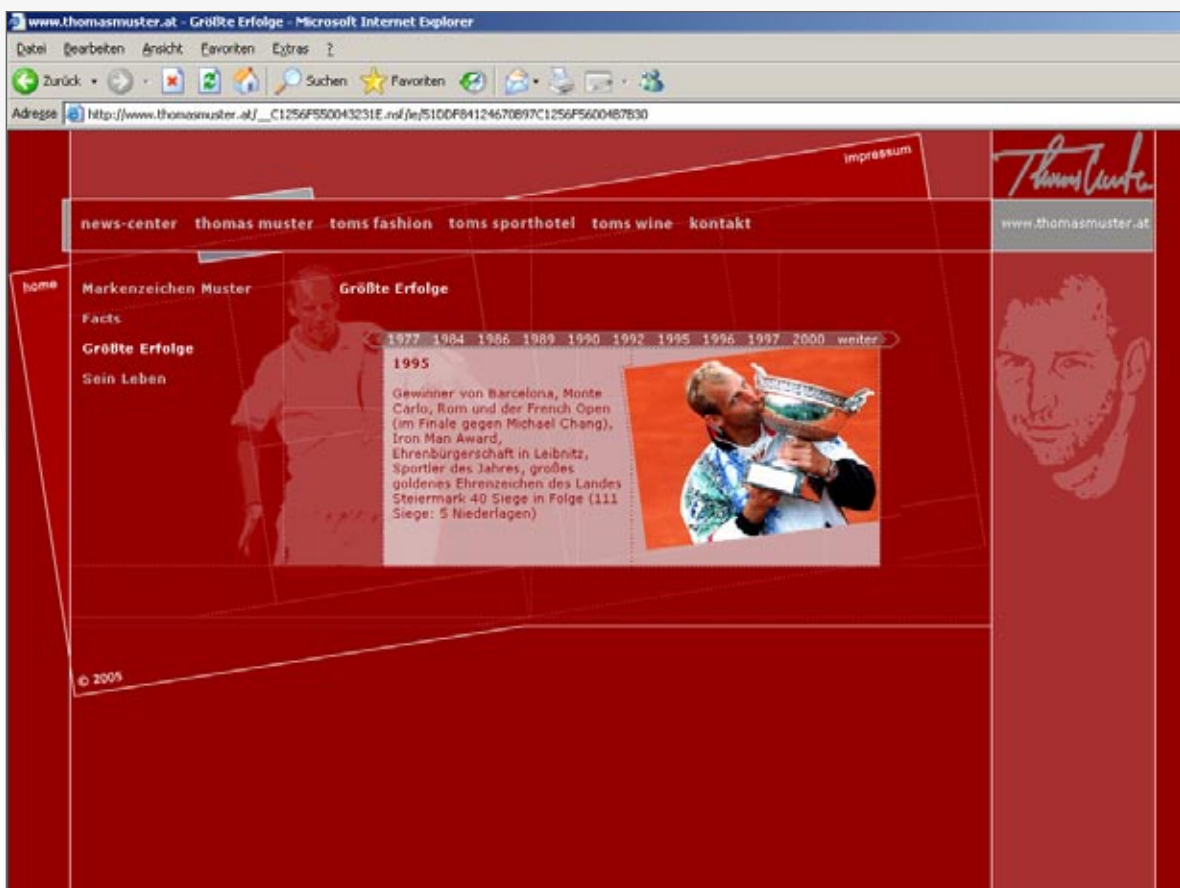 www.thomasmuster.at - Größte Erfolge - Microsoft Internet Explorer
Datei Bearbeiten Ansicht Favoriten Extras ?
Zurück Suchen Favoriten
Adresse http://www.thomasmuster.at/__C1256F550043231E.nsf/ie/51DDF84124670B97C1256F5600487B30
impressum
Thomas Muster
news-center thomas muster toms fashion toms sporthotel toms wine kontakt
www.thomasmuster.at
home
Markenzeichen Muster
Facts
Größte Erfolge
Sein Leben
Größte Erfolge
1977 1984 1986 1989 1990 1992 1995 1996 1997 2000 weiter
1995
Gewinner von Barcelona, Monte
Carlo, Rom und der French Open
(im Finale gegen Michael Chang),
Iron Man Award,
Ehrenbürgerschaft in Leibnitz,
Sportler des Jahres, großes
goldenes Ehrenzeichen des Landes
Steiermark 40 Siege in Folge (111
Siege: 5 Niederlagen)
© 2005